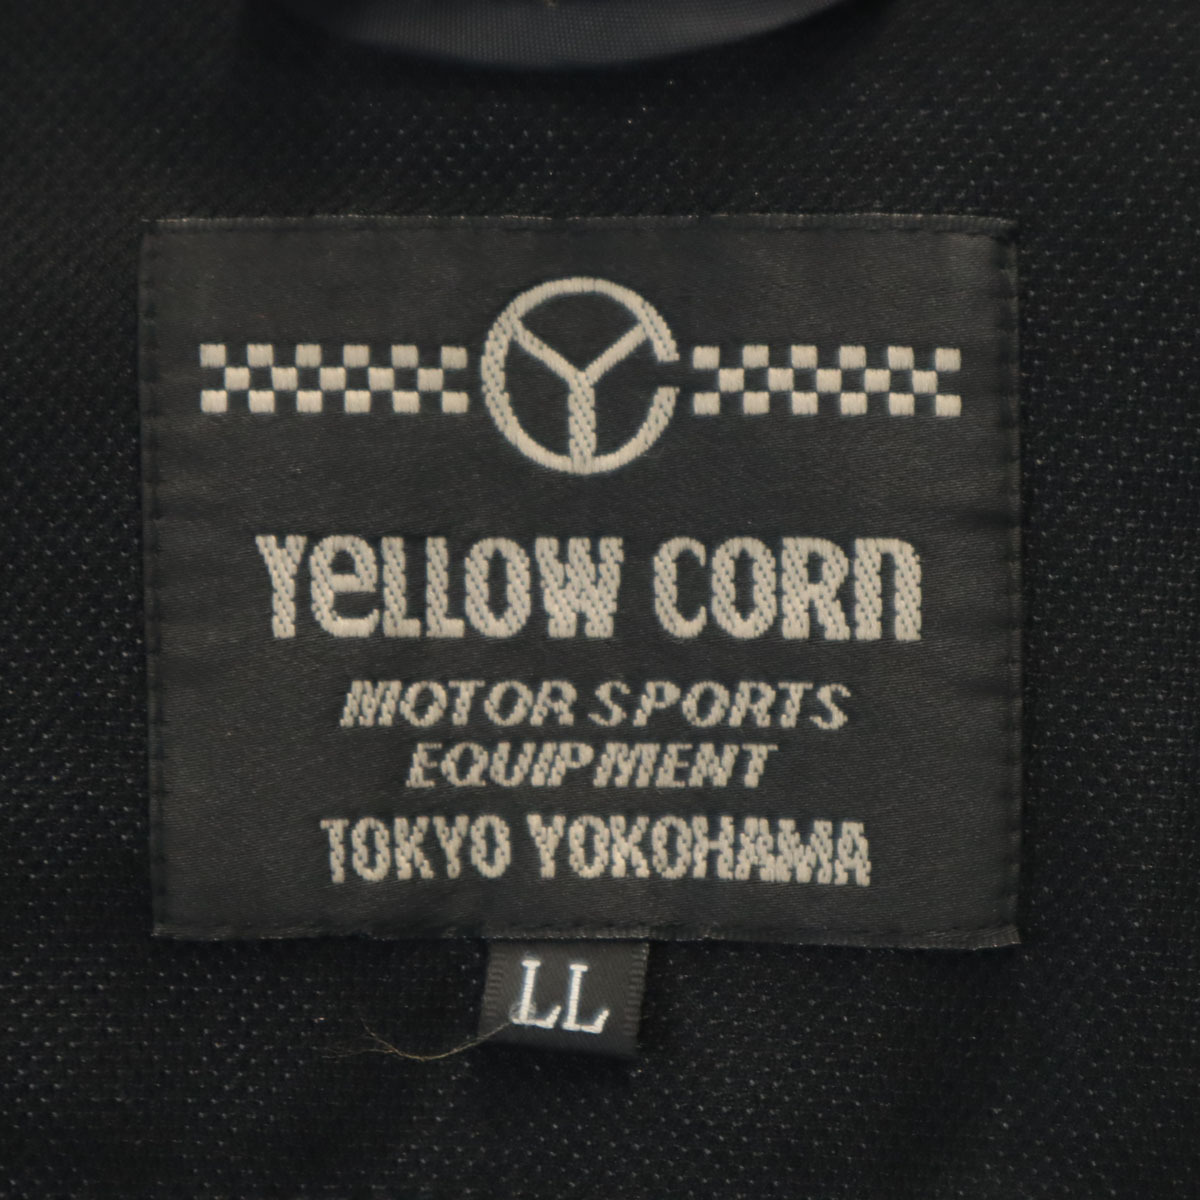 YeLLOW CORn
MOTOR SPORTS
EQUIPMENT
TOKYO YOKOHAMA
LL